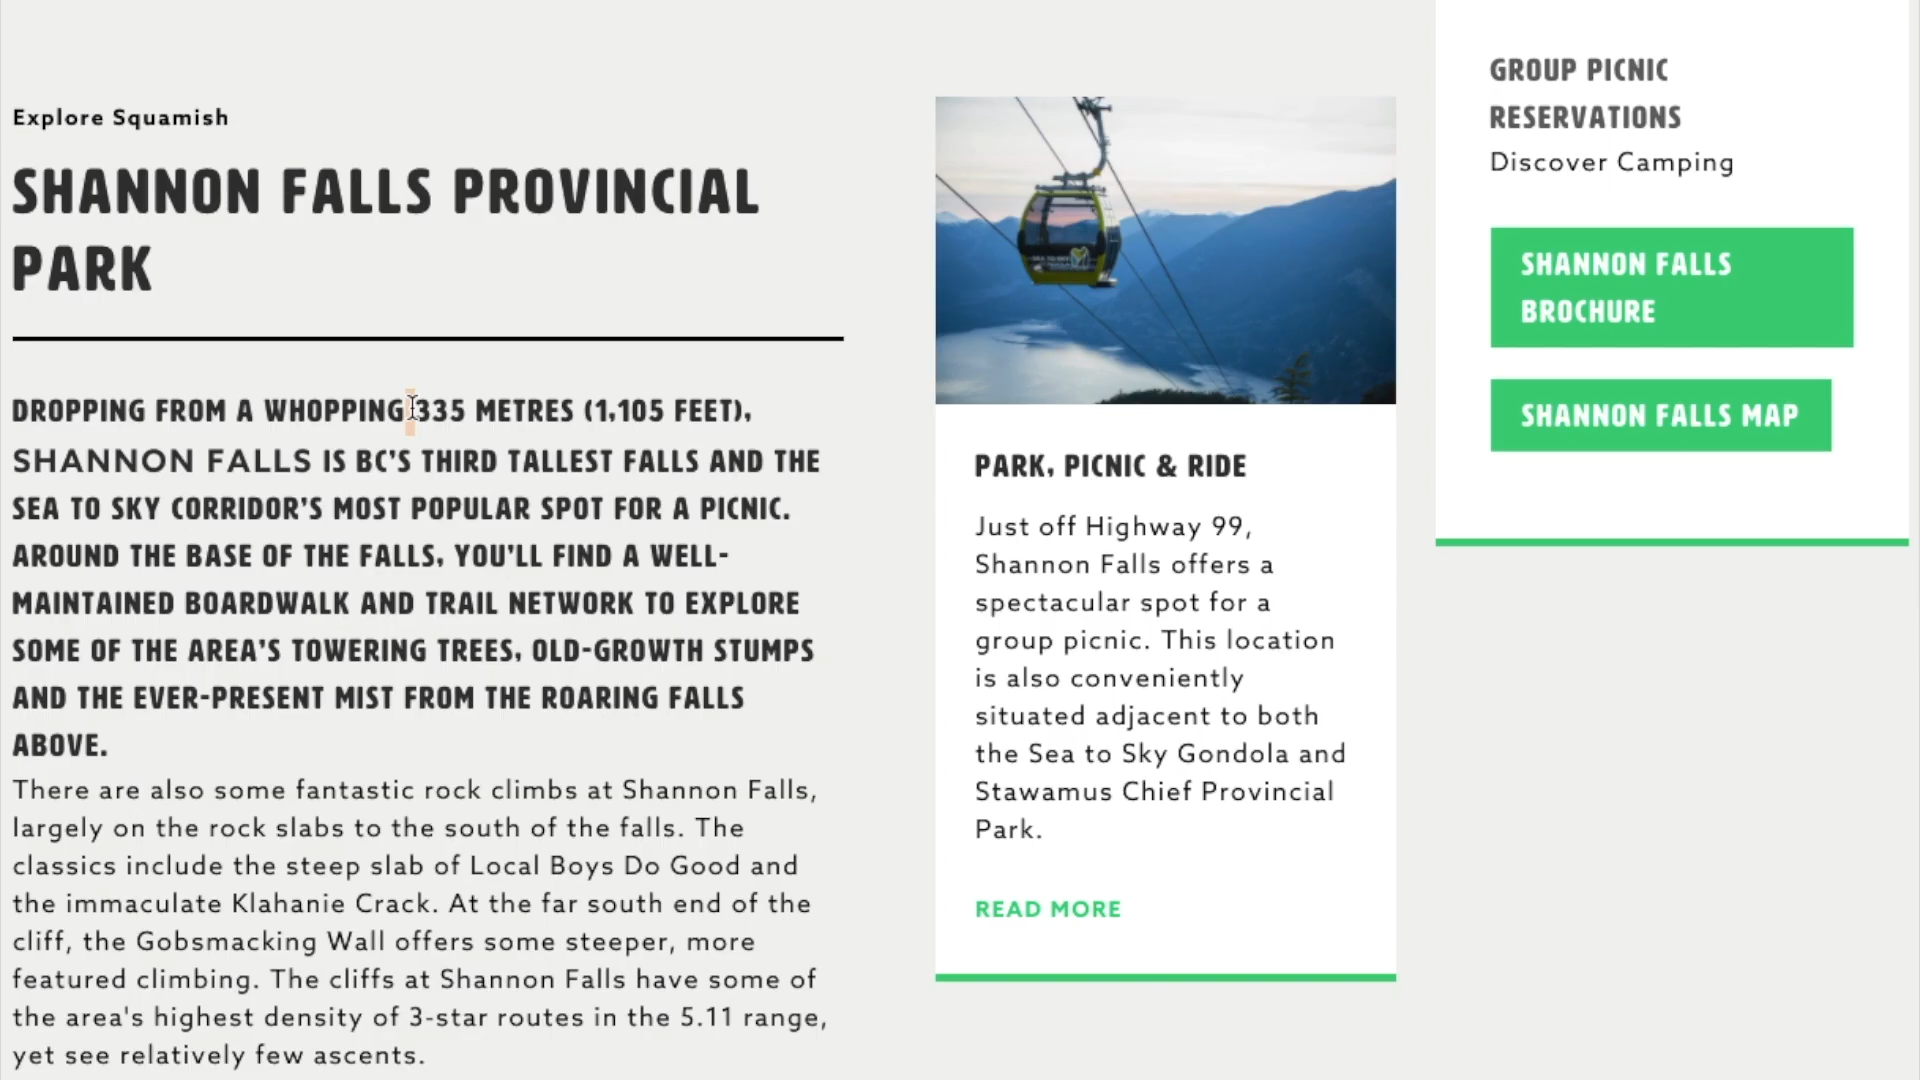 Explore Squamish
SHANNON FALLS PROVINCIAL
PARK
DROPPING FROM A WHOPPING 335 METRES (1,105 FEET),
SHANNON FALLS IS BC'S THIRD TALLEST FALLS AND THE
SEA TO SKY CORRIDOR'S MOST POPULAR SPOT FOR A PICNIC.
AROUND THE BASE OF THE FALLS, YOU'LL FIND A WELL-
MAINTAINED BOARDWALK AND TRAIL NETWORK TO EXPLORE
SOME OF THE AREA'S TOWERING TREES, OLD-GROWTH STUMPS
AND THE EVER-PRESENT MIST FROM THE ROARING FALLS
ABOVE.
There are also some fantastic rock climbs at Shannon Falls,
largely on the rock slabs to the south of the falls. The
classics include the steep slab of Local Boys Do Good and
the immaculate Klahanie Crack. At the far south end of the
cliff, the Gobsmacking Wall offers some steeper, more
featured climbing. The cliffs at Shannon Falls have some of
the area's highest density of 3-star routes in the 5.11 range,
yet see relatively few ascents.
PARK, PICNIC & RIDE
Just off Highway 99,
Shannon Falls offers a
spectacular spot for a
group picnic. This location
is also conveniently
situated adjacent to both
the Sea to Sky Gondola and
Stawamus Chief Provincial
Park.
READ MORE
GROUP PICNIC
RESERVATIONS
Discover Camping
SHANNON FALLS
BROCHURE
SHANNON FALLS MAP